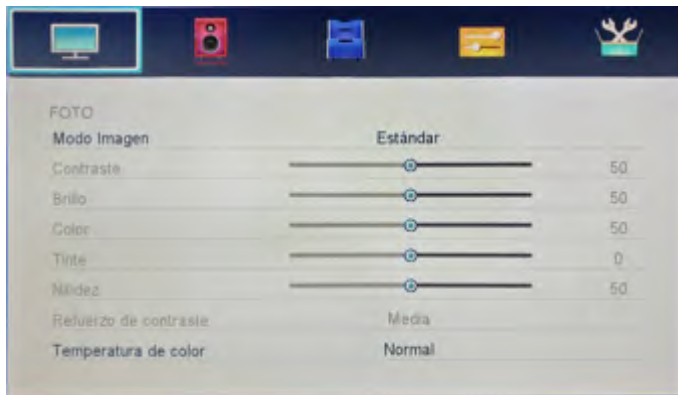 FOTO
Modo Imagen Estándar
Contraste 50
Brillo 50
Color 50
Tinte 0
Nitidez 50
Refuerzo de contraste Media
Temperatura de color Normal